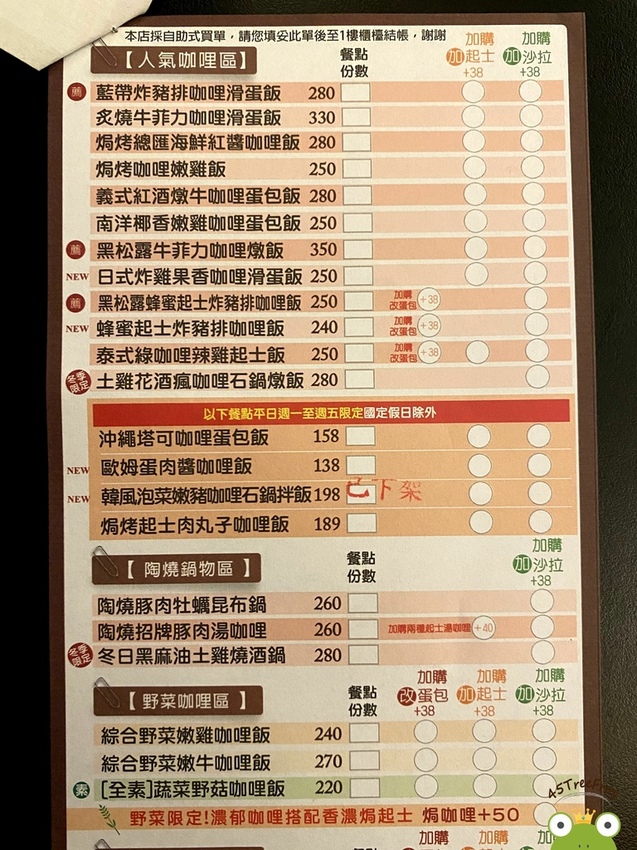 本店採自助式買單，請您填妥此單後至1樓櫃檯結帳，謝謝
【人氣咖哩區】 餐點份數 加購 加起士 +38 加購 加沙拉 +38
薦 藍帶炸豬排咖哩滑蛋飯 280
炙燒牛菲力咖哩滑蛋飯 330
焗烤總匯海鮮紅醬咖哩飯 280
焗烤咖哩嫩雞飯 250
義式紅酒燉牛咖哩蛋包飯 280
南洋椰香嫩雞咖哩蛋包飯 250
薦 黑松露牛菲力咖哩燉飯 350
NEW 日式炸雞果香咖哩滑蛋飯 250
薦 黑松露蜂蜜起士炸豬排咖哩飯 250 加購改蛋包 +38
NEW 蜂蜜起士炸豬排咖哩飯 240 加購改蛋包 +38
泰式綠咖哩辣雞起士飯 250 加購改蛋包 +38
冬季限定 土雞花酒瘋咖哩石鍋燉飯 280
以下餐點平日週一至週五限定國定假日除外
沖繩塔可咖哩蛋包飯 158
NEW 歐姆蛋肉醬咖哩飯 138
NEW 韓風泡菜嫩豬咖哩石鍋拌飯 198 已下架
焗烤起士肉丸子咖哩飯 189
【陶燒鍋物區】 餐點份數 加購 加沙拉 +38
陶燒豚肉牡蠣昆布鍋 260
陶燒招牌豚肉湯咖哩 260 加購兩種起士湯咖哩 +40
冬季限定 冬日黑麻油土雞燒酒鍋 280
【野菜咖哩區】 餐點份數 加購 改蛋包 +38 加購 加起士 +38 加購 加沙拉 +38
綜合野菜嫩雞咖哩飯 240
綜合野菜嫩牛咖哩飯 270
素 [全素]蔬菜野菇咖哩飯 220
野菜限定!濃郁咖哩搭配香濃焗起士 焗咖哩+50
加購 加購 加購